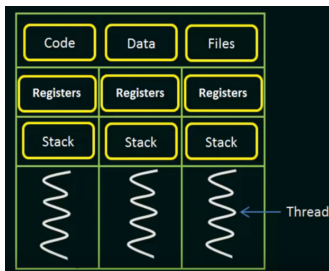 Code Data Files
Registers Registers Registers
Stack Stack Stack
Thread